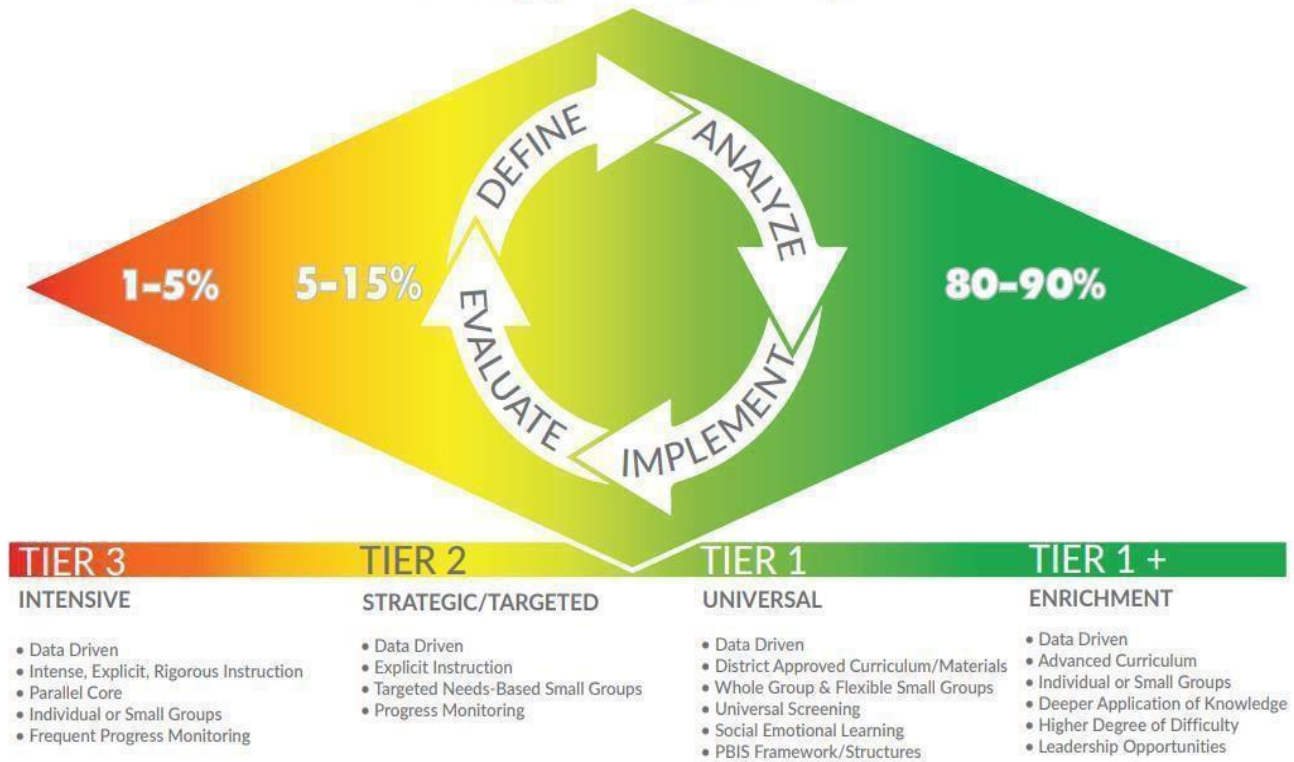 DEFINE
ANALYZE
IMPLEMENT
EVALUATE
1-5%
5-15%
80-90%
TIER 3
INTENSIVE
• Data Driven
• Intense, Explicit, Rigorous Instruction
• Parallel Core
• Individual or Small Groups
• Frequent Progress Monitoring
TIER 2
STRATEGIC/TARGETED
• Data Driven
• Explicit Instruction
• Targeted Needs-Based Small Groups
• Progress Monitoring
TIER 1
UNIVERSAL
• Data Driven
• District Approved Curriculum/Materials
• Whole Group & Flexible Small Groups
• Universal Screening
• Social Emotional Learning
• PBIS Framework/Structures
TIER 1 +
ENRICHMENT
• Data Driven
• Advanced Curriculum
• Individual or Small Groups
• Deeper Application of Knowledge
• Higher Degree of Difficulty
• Leadership Opportunities